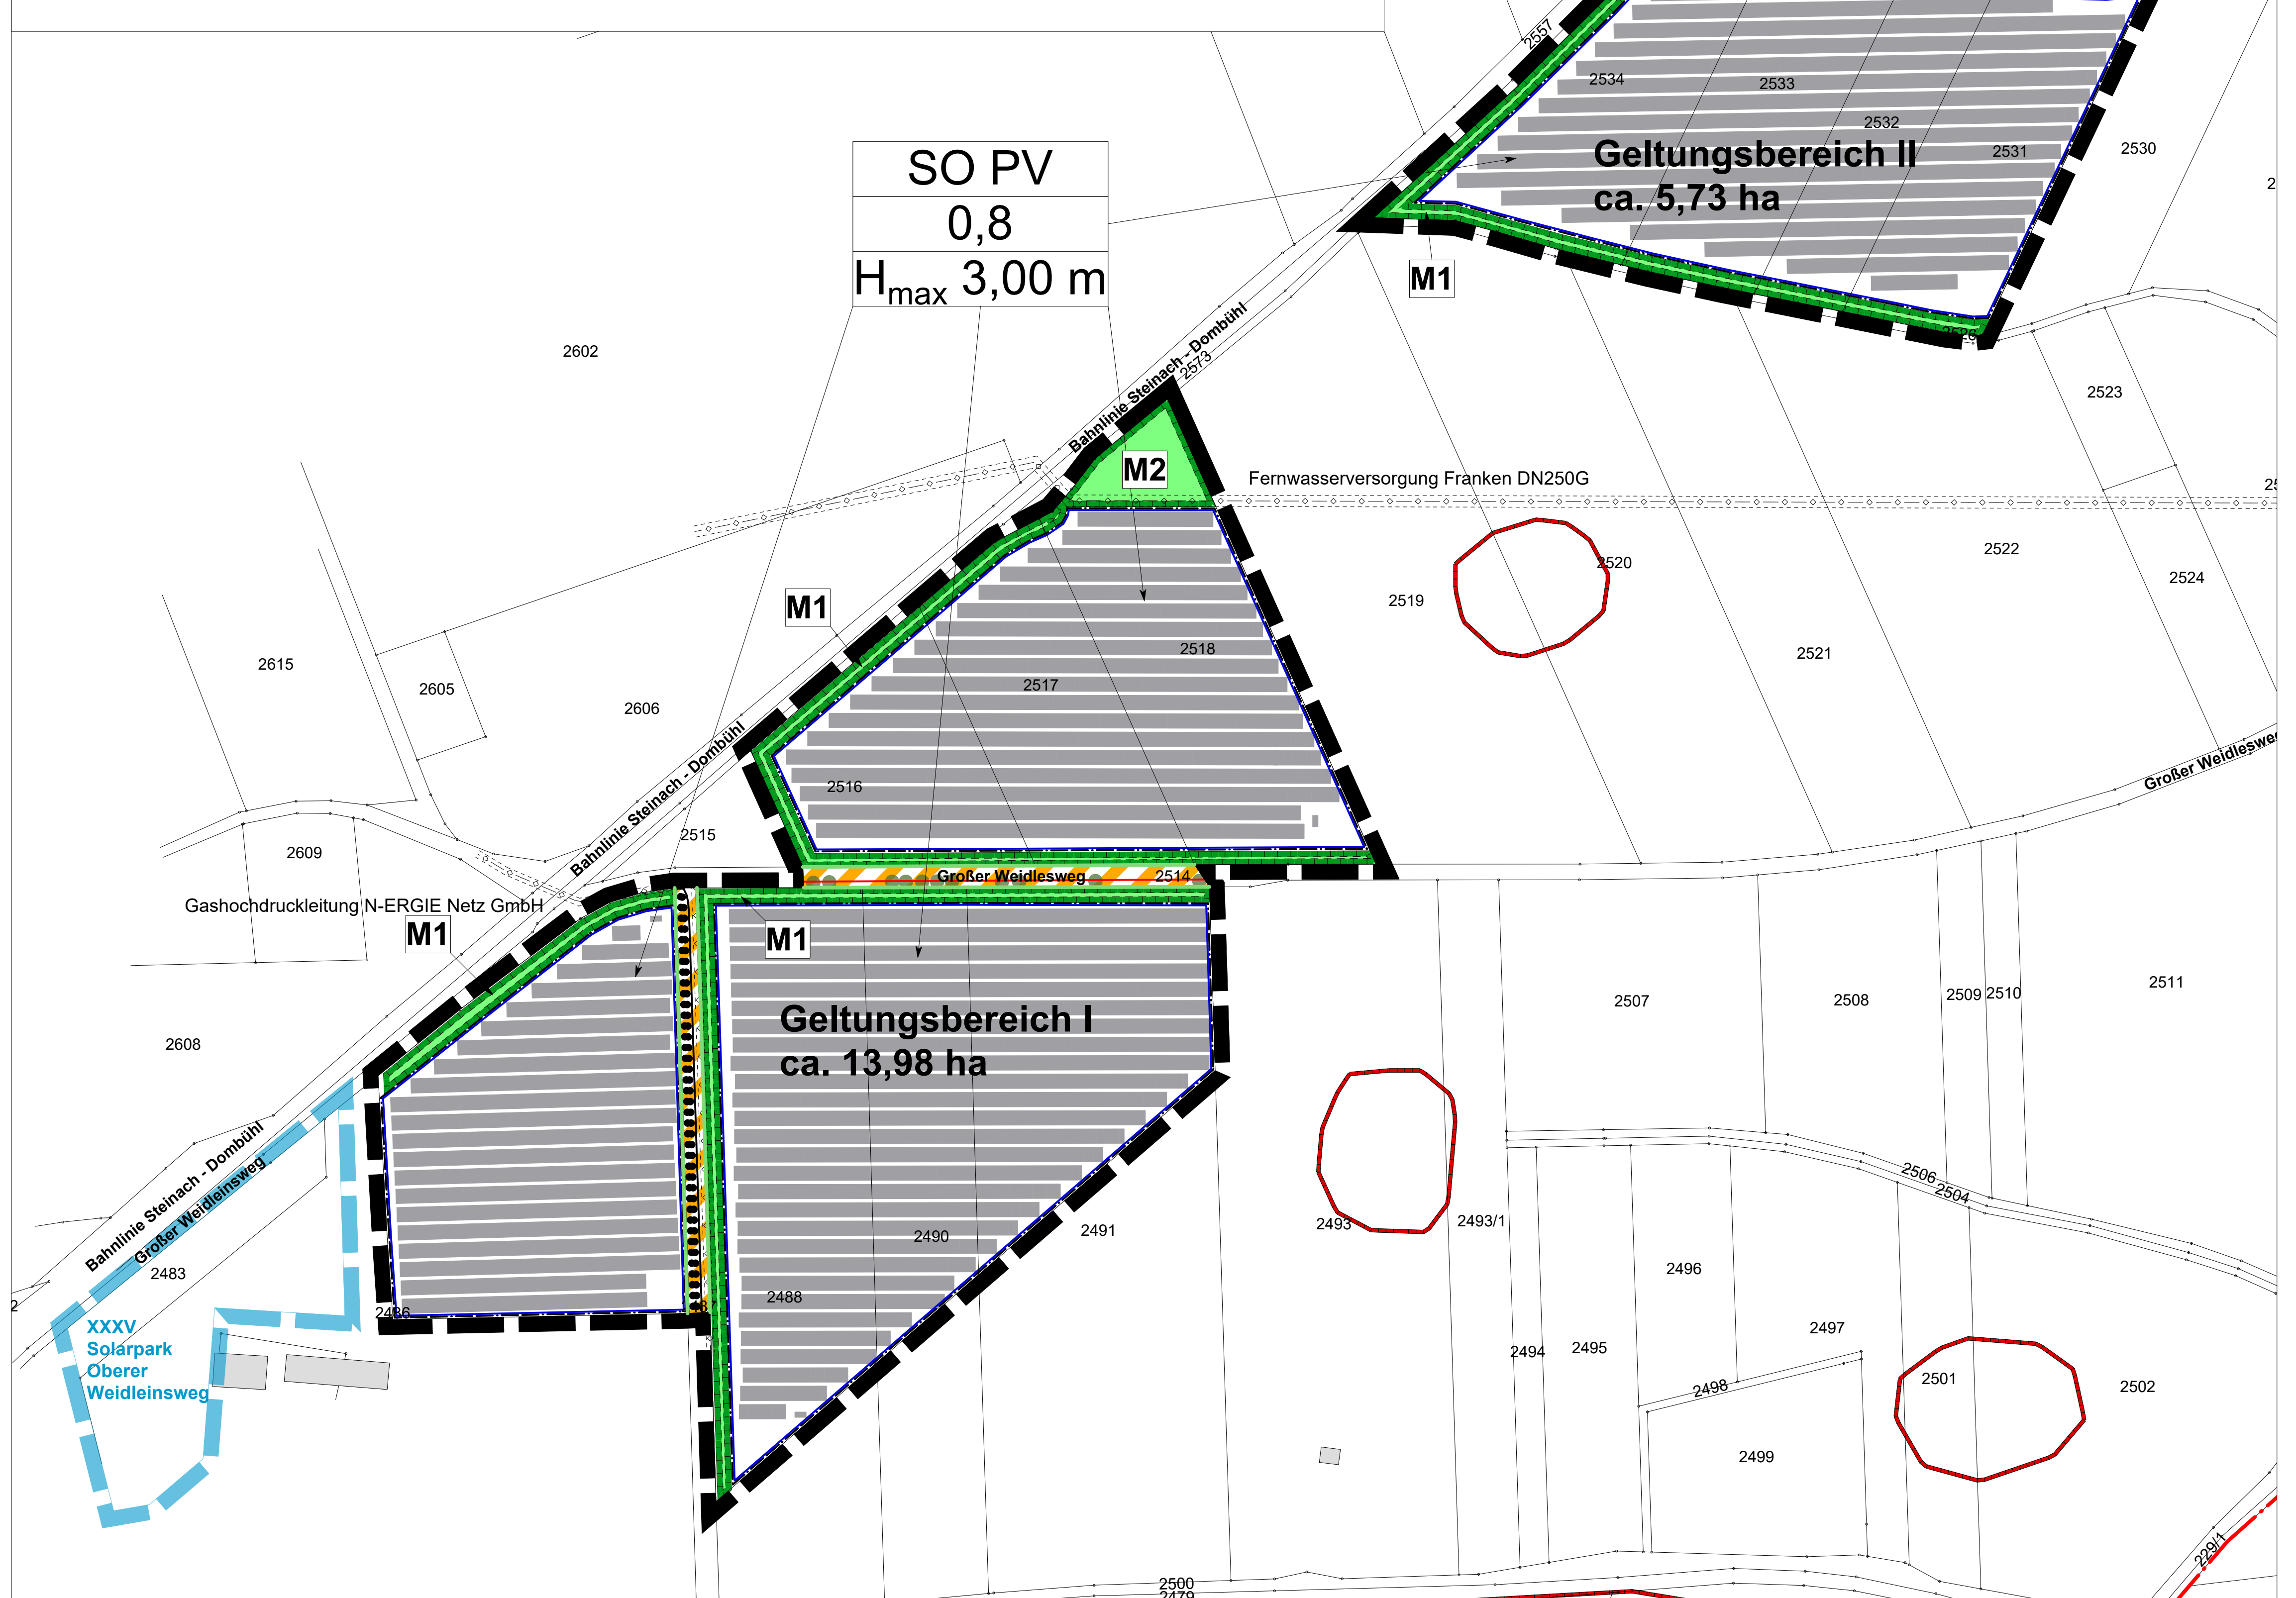 2557
2534
2533
2532
2531
2530
Geltungsbereich II
ca. 5,73 ha
SO PV
0,8
Hmax 3,00 m
M1
2602
Bahnlinie Steinach - Dombühl
2573
2523
M2
Fernwasserversorgung Franken DN250G
2520
2522
2524
2519
M1
2518
2521
2615
2605
2606
2517
2516
Großer Weidlesweg
Bahnlinie Steinach - Dombühl
2515
2609
Großer Weidlesweg
2514
Gashochdruckleitung N-ERGIE Netz GmbH
M1
M1
2608
Geltungsbereich I
ca. 13,98 ha
2507
2508
2509
2510
2511
Bahnlinie Steinach - Dombühl
Großer Weidleinsweg
2483
2506
2504
2490
2491
2493
2493/1
2496
2488
2486
XXXV
Solarpark
Oberer
Weidleinsweg
2497
2494
2495
2498
2501
2502
2499
229/1
2500
2479